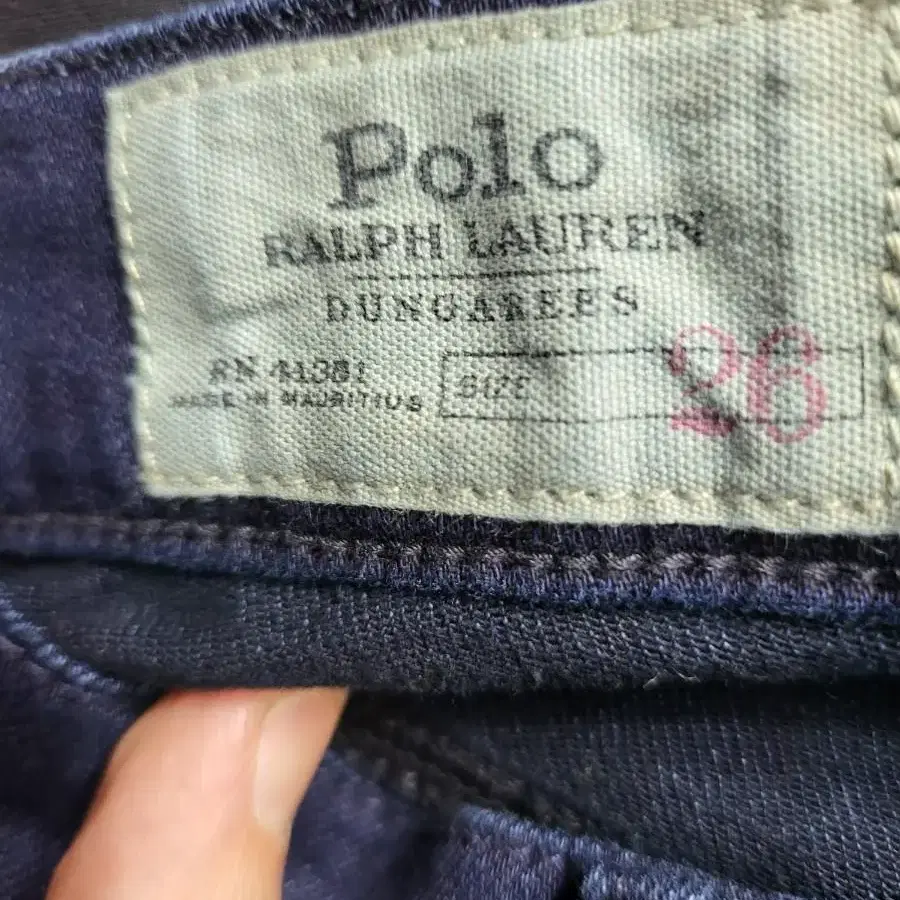 Polo
RALPH LAUREN
DUNGAREES
RN 41381
SIZE 26
MADE IN MAURITIUS